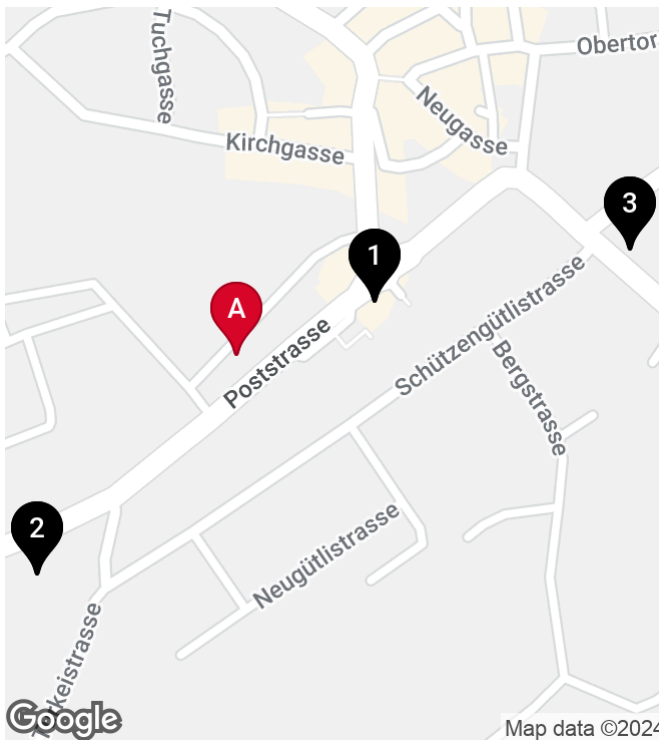 Tuchgasse
Obertor
Neugasse
Kirchgasse
3
1
A
Poststrasse
Schützengütlistrasse
Bergstrasse
2
Neugütlistrasse
Google
Map data ©2024